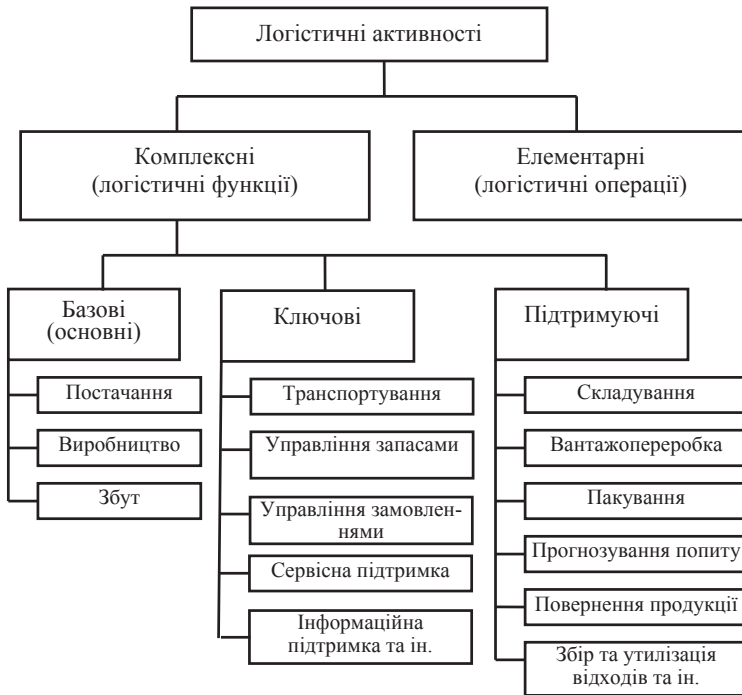 Логістичні активності
Комплексні
(логістичні функції)
Елементарні
(логістичні операції)
Базові
(основні)
Постачання
Виробництво
Збут
Ключові
Транспортування
Управління запасами
Управління замовлен-
нями
Сервісна підтримка
Інформаційна
підтримка та ін.
Підтримуючі
Складування
Вантажопереробка
Пакування
Прогнозування попиту
Повернення продукції
Збір та утилізація
відходів та ін.